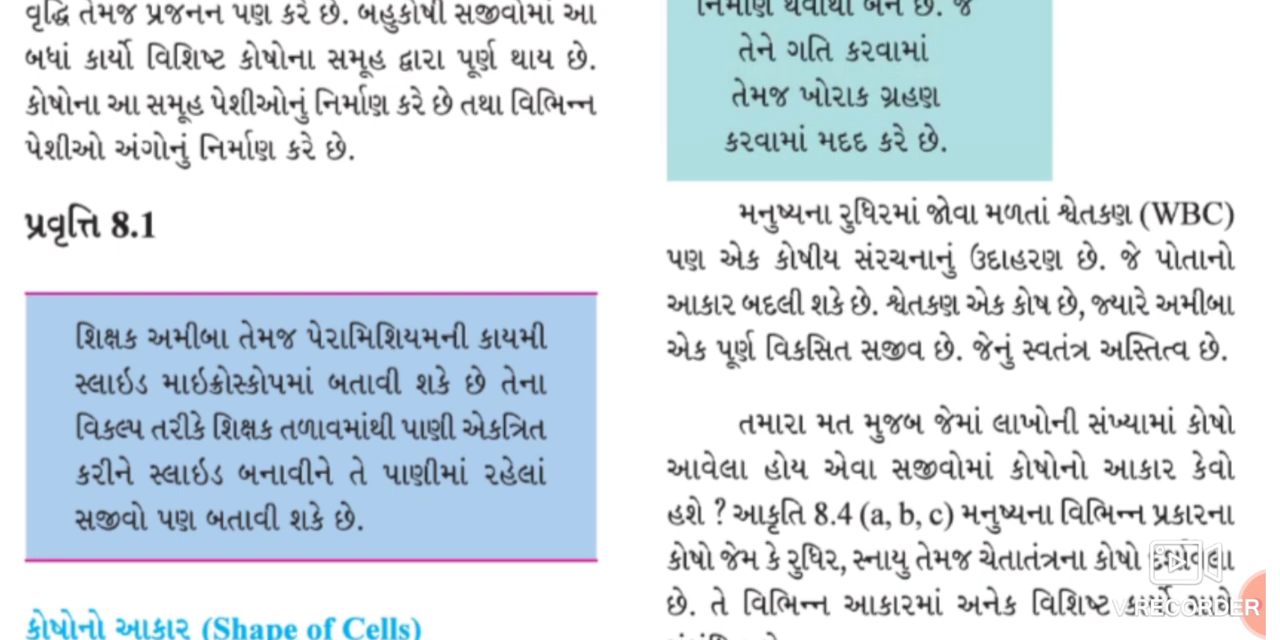 વૃદ્ધિ તેમજ પ્રજનન પણ કરે છે. બહુકોષી સજીવોમાં આ
બધાં કાર્યો વિશિષ્ટ કોષોના સમૂહ દ્વારા પૂર્ણ થાય છે.
કોષોના આ સમૂહ પેશીઓનું નિર્માણ કરે છે તથા વિભિન્ન
પેશીઓ અંગોનું નિર્માણ કરે છે.
પ્રવૃત્તિ 8.1
શિક્ષક અમીબા તેમજ પેરામિશિયમની કાયમી
સ્લાઇડ માઇક્રોસ્કોપમાં બતાવી શકે છે તેના
વિકલ્પ તરીકે શિક્ષક તળાવમાંથી પાણી એકત્રિત
કરીને સ્લાઇડ બનાવીને તે પાણીમાં રહેલાં
સજીવો પણ બતાવી શકે છે.
કોષોનો આકાર (Shape of Cells)
નિર્માણ થવાથી બને છે. જે
તેને ગતિ કરવામાં
તેમજ ખોરાક ગ્રહણ
કરવામાં મદદ કરે છે.
મનુષ્યના રુધિરમાં જોવા મળતાં શ્વેતકણ (WBC)
પણ એક કોષીય સંરચનાનું ઉદાહરણ છે. જે પોતાનો
આકાર બદલી શકે છે. શ્વેતકણ એક કોષ છે, જ્યારે અમીબા
એક પૂર્ણ વિકસિત સજીવ છે. જેનું સ્વતંત્ર અસ્તિત્વ છે.
તમારા મત મુજબ જેમાં લાખોની સંખ્યામાં કોષો
આવેલા હોય એવા સજીવોમાં કોષોનો આકાર કેવો
હશે ? આકૃતિ 8.4 (a, b, c) મનુષ્યના વિભિન્ન પ્રકારના
કોષો જેમ કે રુધિર, સ્નાયુ તેમજ ચેતાતંત્રના કોષો દર્શાવેલા
છે. તે વિભિન્ન આકારમાં અનેક વિશિષ્ટ કાર્યો સાથે
V RECORDER